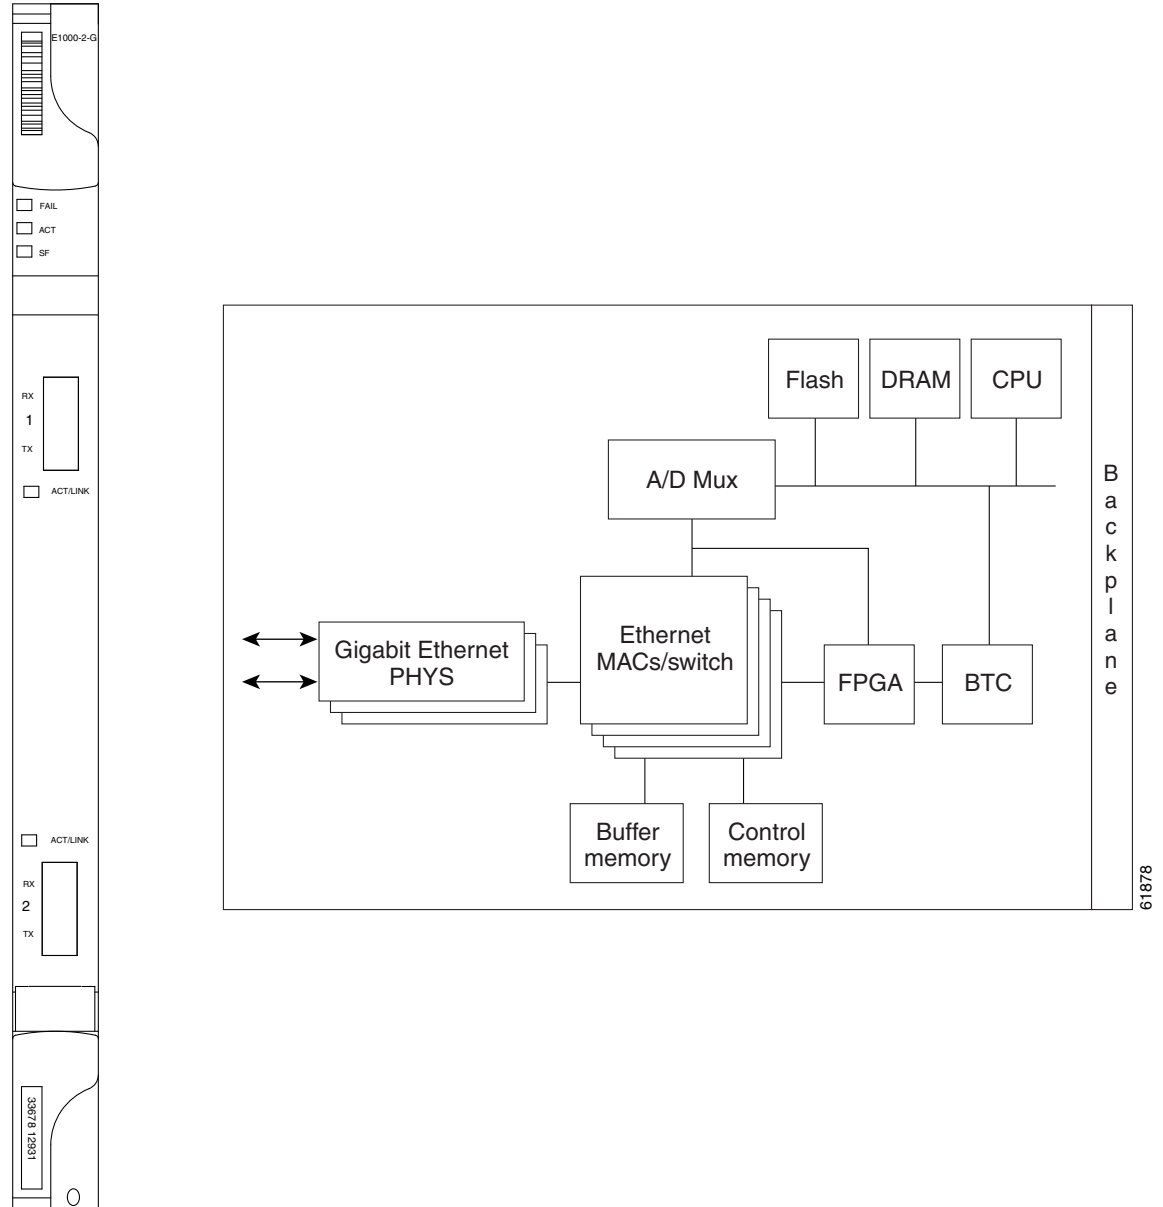 E1000-2-G
FAIL
ACT
SF
RX
1
TX
ACT/LINK
ACT/LINK
RX
2
TX
33678 12931
Flash
DRAM
CPU
A/D Mux
Ethernet
MACs/switch
Gigabit Ethernet
PHYS
FPGA
BTC
Buffer
memory
Control
memory
Backplane
61878